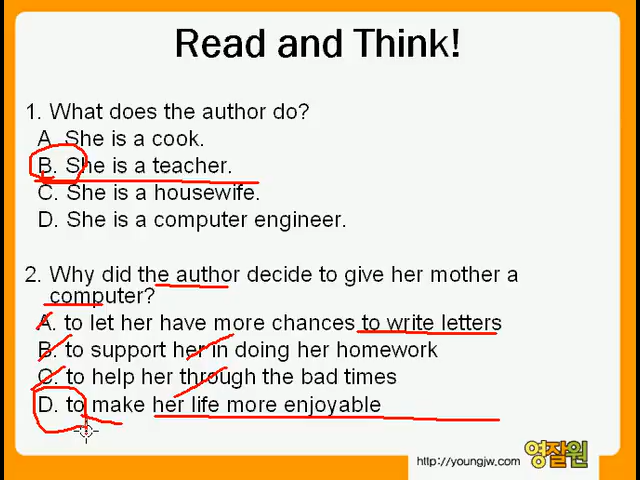 Read and Think!
1. What does the author do?
A. She is a cook.
B. She is a teacher.
C. She is a housewife.
D. She is a computer engineer.
2. Why did the author decide to give her mother a
computer?
A. to let her have more chances to write letters
B. to support her in doing her homework
C. to help her through the bad times
D. to make her life more enjoyable
http://youngjw.com/
영잘원